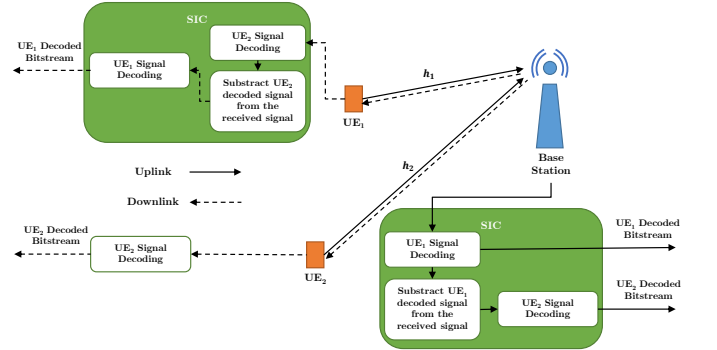 SIC
UE₂ Signal
Decoding
UE₁ Decoded
Bitstream
UE₁ Signal
Decoding
Substract UE₂
decoded signal
from the
received signal
UE₁
h₁
Base
Station
h₂
Uplink
Downlink
UE₂ Decoded
Bitstream
UE₂ Signal
Decoding
UE₂
SIC
UE₁ Signal
Decoding
UE₁ Decoded
Bitstream
Substract UE₁
decoded signal
from the
received signal
UE₂ Signal
Decoding
UE₂ Decoded
Bitstream